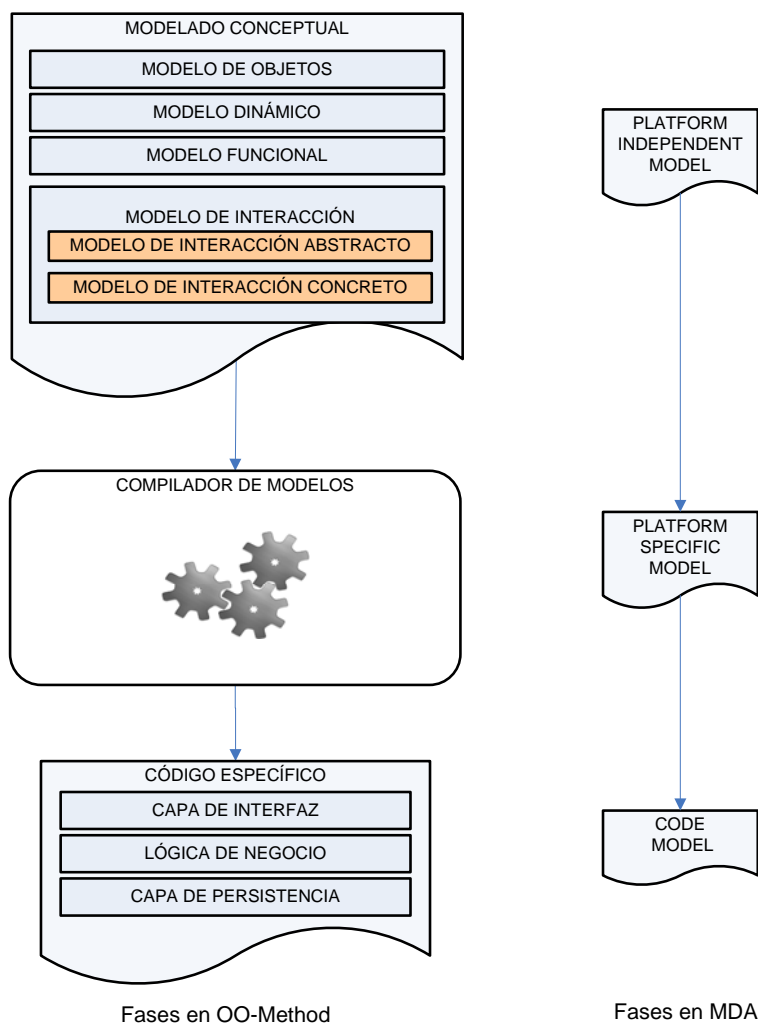 MODELADO CONCEPTUAL
MODELO DE OBJETOS
MODELO DINÁMICO
MODELO FUNCIONAL
MODELO DE INTERACCIÓN
MODELO DE INTERACCIÓN ABSTRACTO
MODELO DE INTERACCIÓN CONCRETO
COMPILADOR DE MODELOS
CÓDIGO ESPECÍFICO
CAPA DE INTERFAZ
LÓGICA DE NEGOCIO
CAPA DE PERSISTENCIA
Fases en OO-Method
PLATFORM
INDEPENDENT
MODEL
PLATFORM
SPECIFIC
MODEL
CODE
MODEL
Fases en MDA